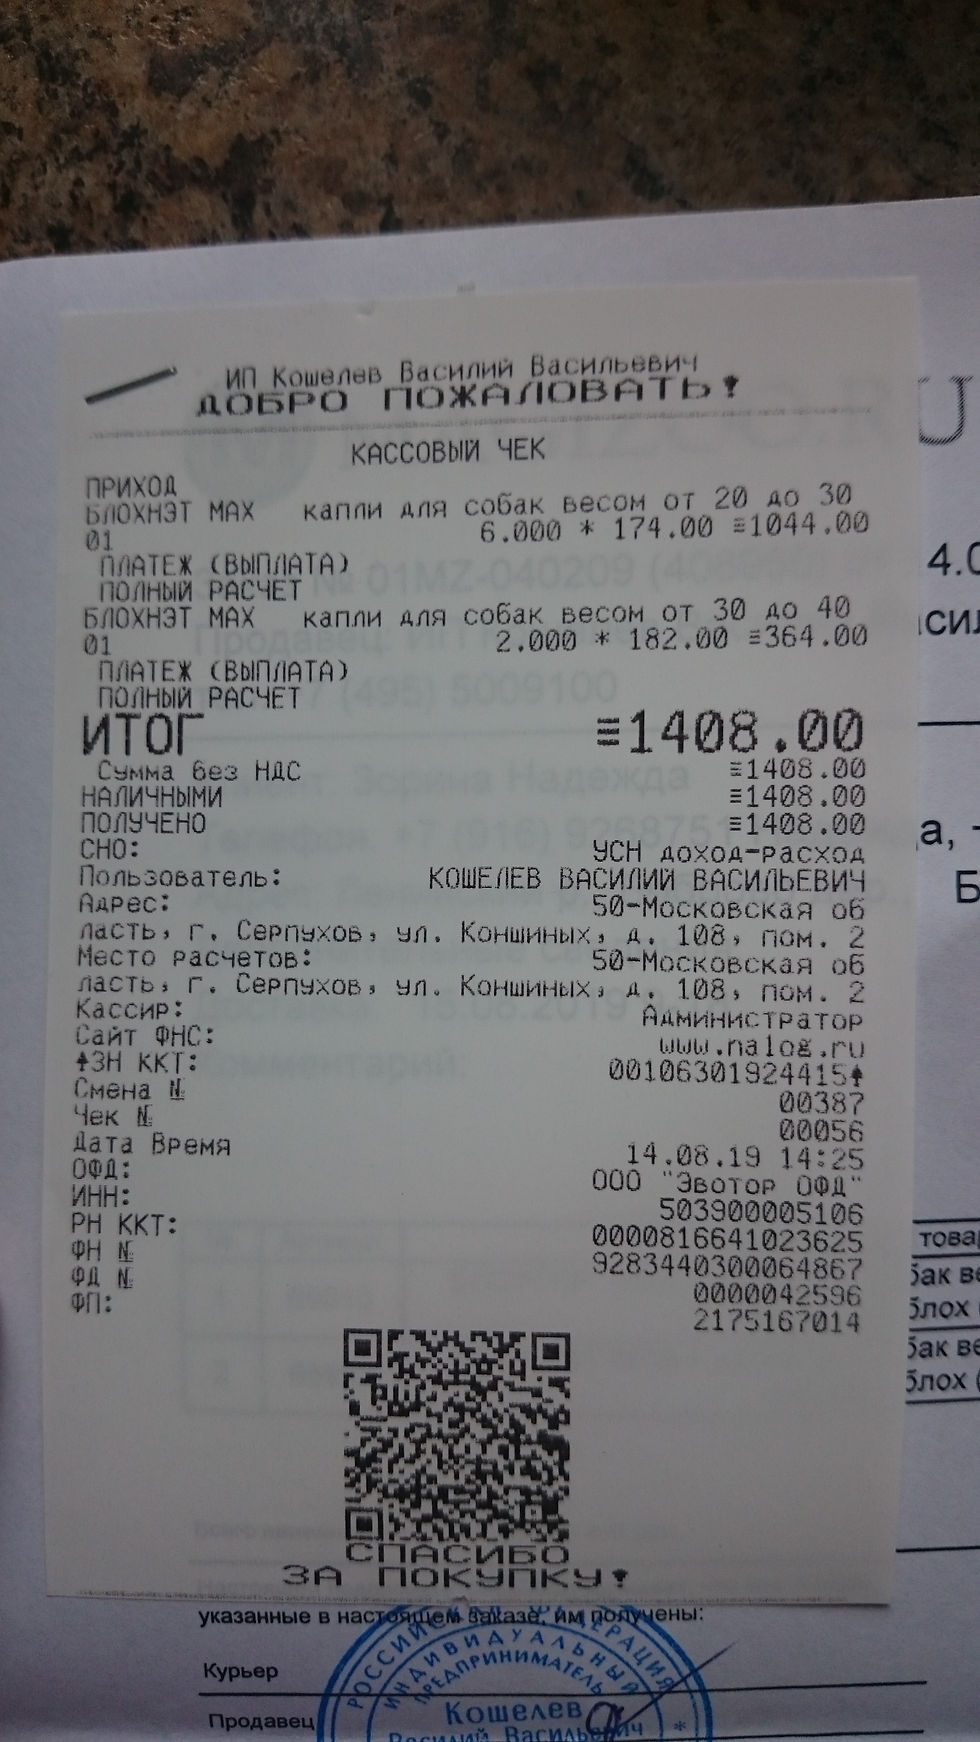 ИП Кошелев Василий Васильевич
ДОБРО ПОЖАЛОВАТЬ!
КАССОВЫЙ ЧЕК
ПРИХОД
БЛОХНЭТ MAX капли для собак весом от 20 до 30
01 6.000 * 174.00 ≡1044.00
ПЛАТЕЖ (ВЫПЛАТА)
ПОЛНЫЙ РАСЧЕТ
БЛОХНЭТ MAX капли для собак весом от 30 до 40
01 2.000 * 182.00 ≡364.00
ПЛАТЕЖ (ВЫПЛАТА)
ПОЛНЫЙ РАСЧЕТ
ИТОГ ≡1408.00
Сумма без НДС ≡1408.00
НАЛИЧНЫМИ ≡1408.00
ПОЛУЧЕНО ≡1408.00
СНО: УСН доход-расход
Пользователь: КОШЕЛЕВ ВАСИЛИЙ ВАСИЛЬЕВИЧ
Адрес: 50-Московская об
ласть, г. Серпухов, ул. Коншиных, д. 108, пом. 2
Место расчетов: 50-Московская об
ласть, г. Серпухов, ул. Коншиных, д. 108, пом. 2
Кассир: Администратор
Сайт ФНС: www.nalog.ru
ЗН ККТ: 00106301924415
Смена № 00387
Чек № 00056
Дата Время 14.08.19 14:25
ОФД: ООО "Эвотор ОФД"
ИНН: 503900005106
РН ККТ: 0000816641023625
ФН № 9283440300064867
ФД № 0000042596
ФП: 2175167014
СПАСИБО
ЗА ПОКУПКУ!
указанные в настоящем заказе, им получены:
Курьер
Продавец
РОССИЙСКАЯ ФЕДЕРАЦИЯ
ИНДИВИДУАЛЬНЫЙ
ПРЕДПРИНИМАТЕЛЬ
Кошелев
Василий Васильевич